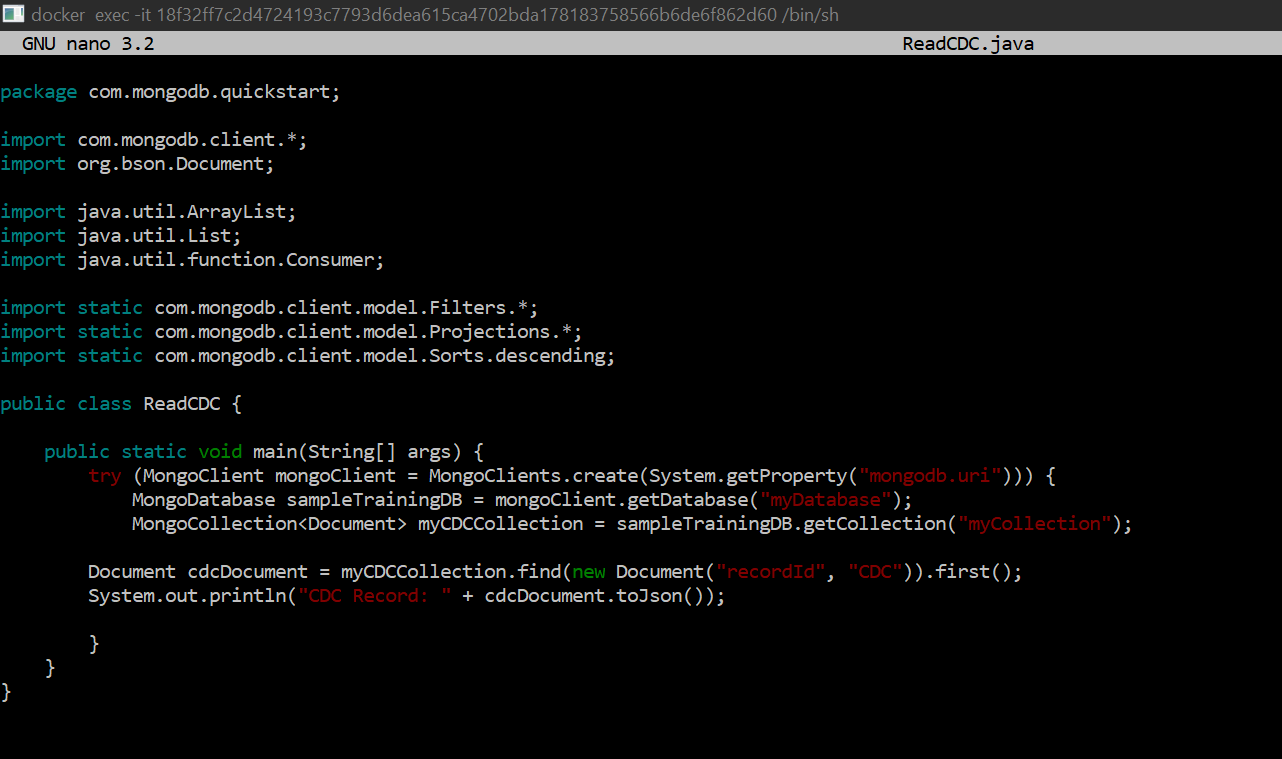 docker exec -it 18f32ff7c2d4724193c7793d6dea615ca4702bda178183758566b6de6f862d60 /bin/sh
GNU nano 3.2 ReadCDC.java
package com.mongodb.quickstart;
import com.mongodb.client.*;
import org.bson.Document;
import java.util.ArrayList;
import java.util.List;
import java.util.function.Consumer;
import static com.mongodb.client.model.Filters.*;
import static com.mongodb.client.model.Projections.*;
import static com.mongodb.client.model.Sorts.descending;
public class ReadCDC {
    public static void main(String[] args) {
        try (MongoClient mongoClient = MongoClients.create(System.getProperty("mongodb.uri"))) {
            MongoDatabase sampleTrainingDB = mongoClient.getDatabase("myDatabase");
            MongoCollection<Document> myCDCCollection = sampleTrainingDB.getCollection("myCollection");
        Document cdcDocument = myCDCCollection.find(new Document("recordId", "CDC")).first();
        System.out.println("CDC Record: " + cdcDocument.toJson());
        }
    }
}